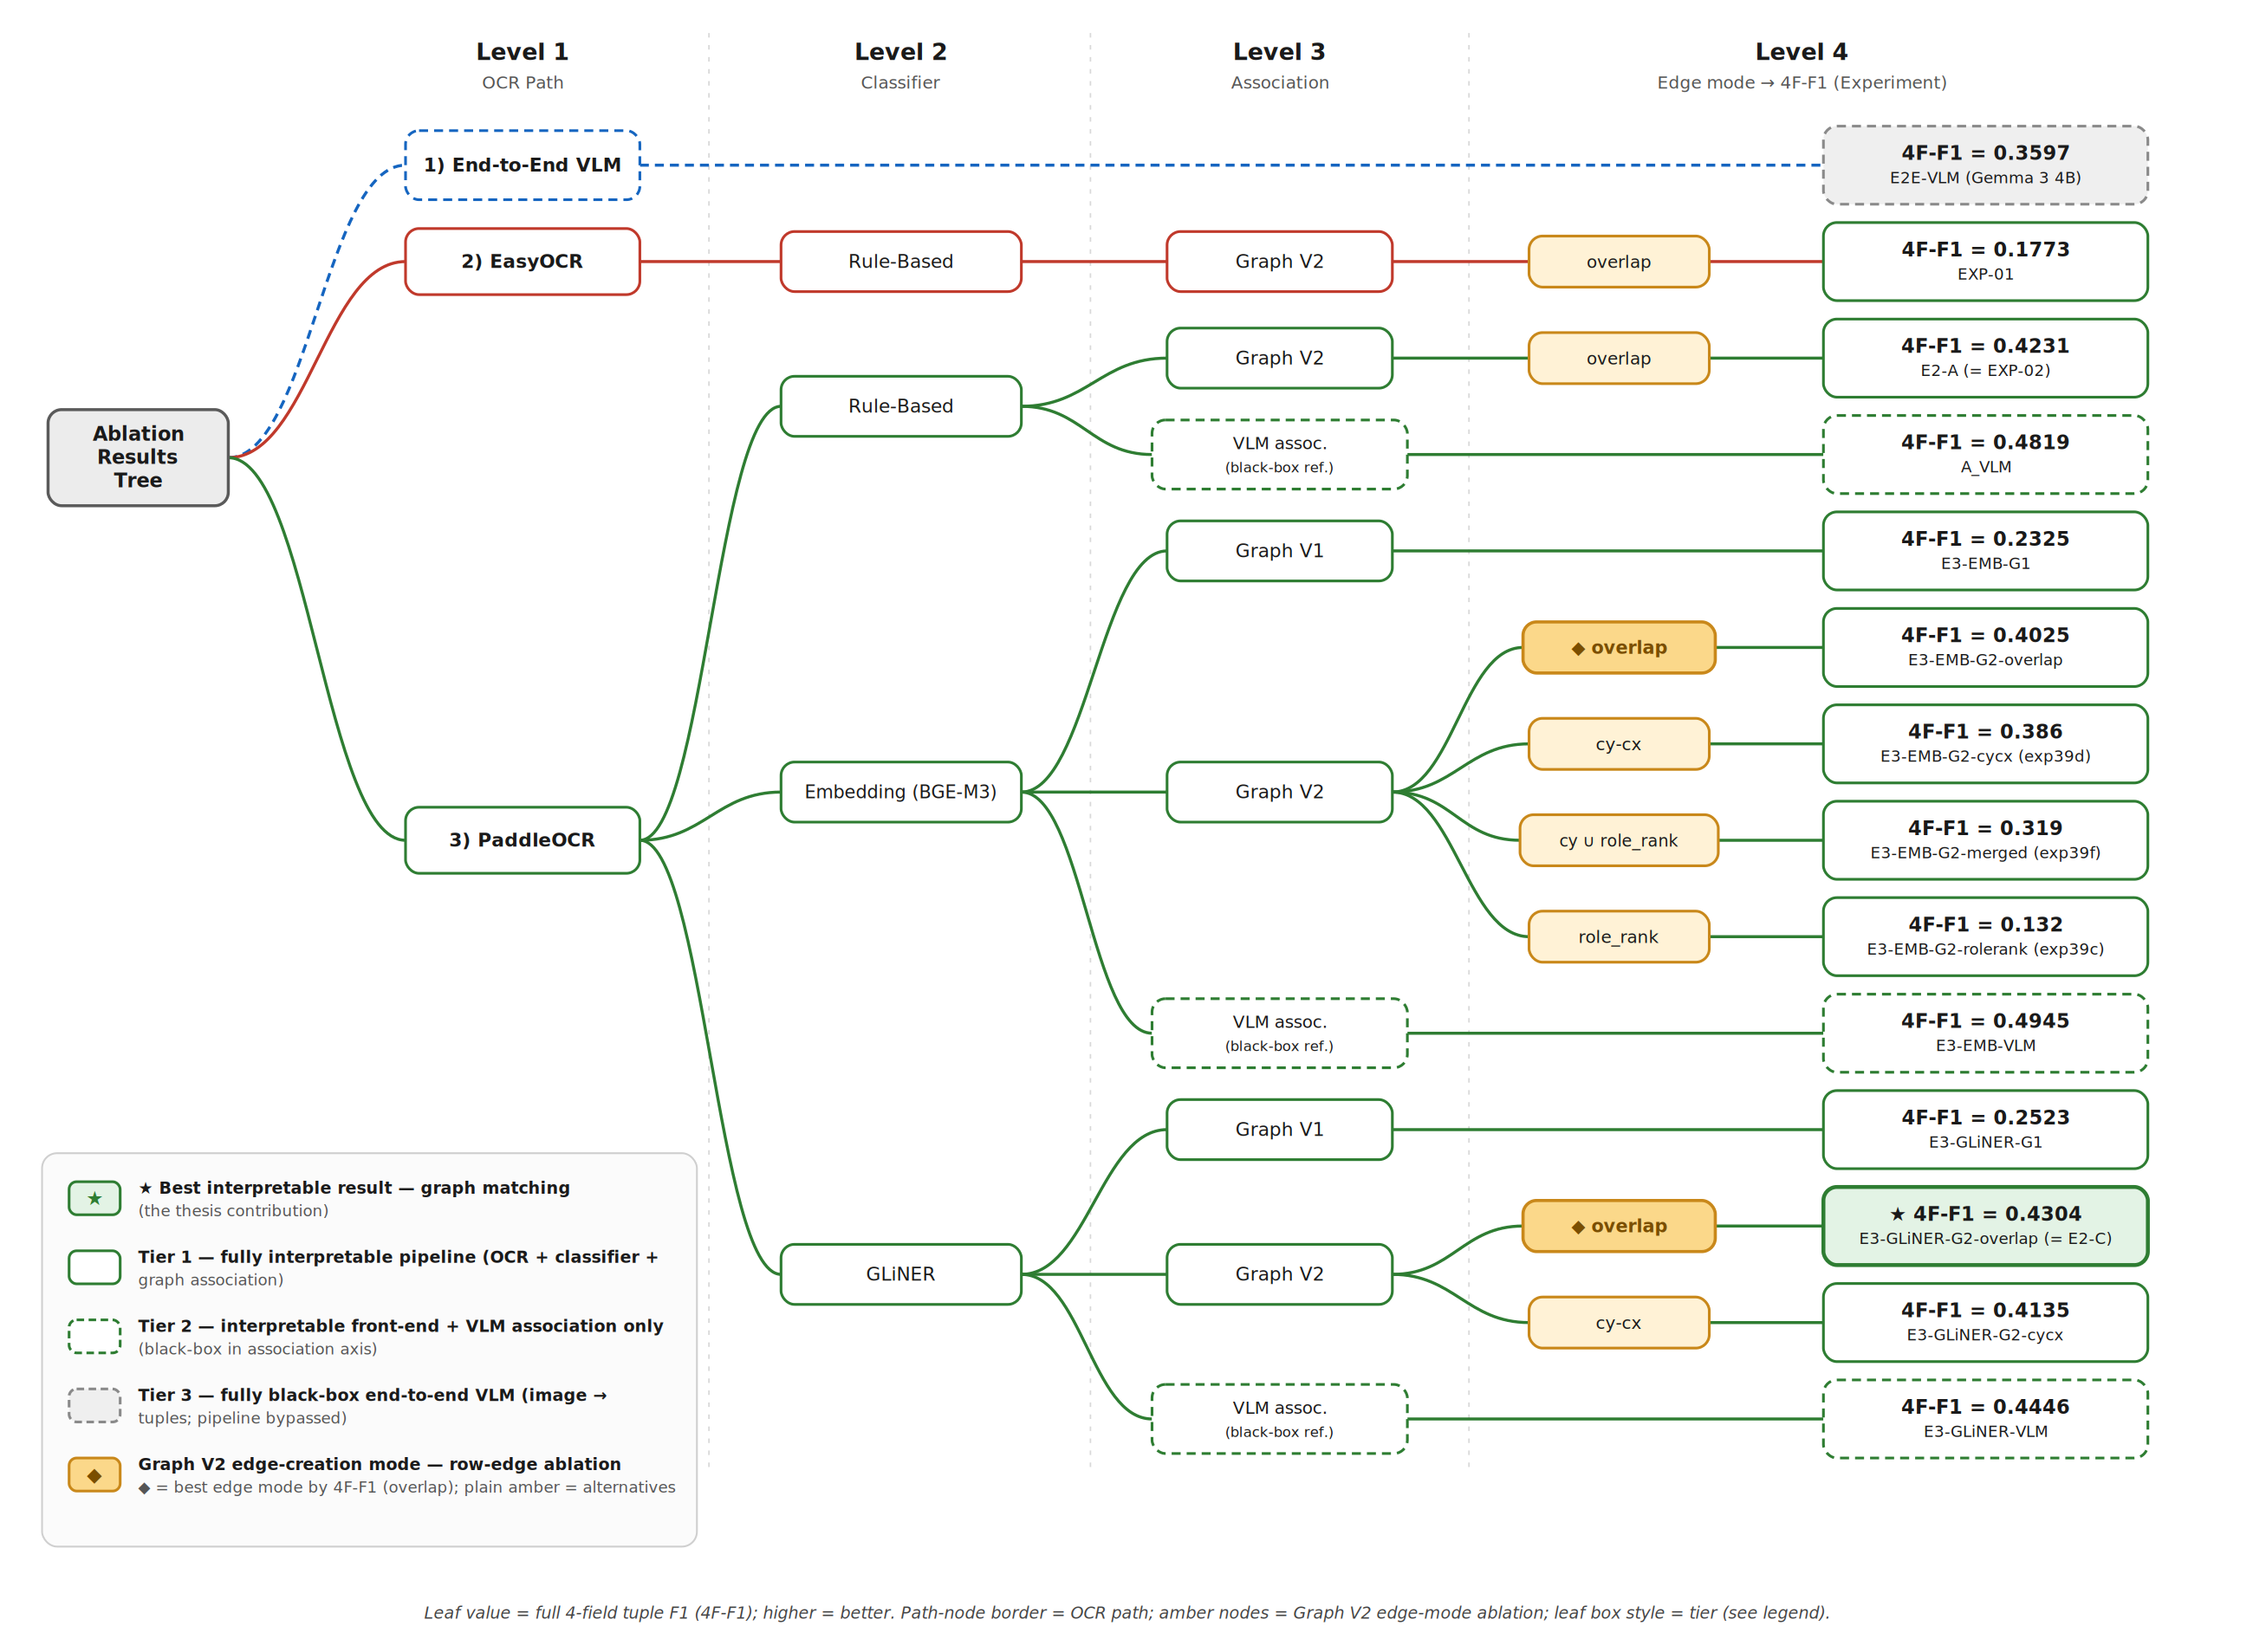 Level 1
OCR Path
Level 2
Classifier
Level 3
Association
Level 4
Edge mode → 4F-F1 (Experiment)
1) End-to-End VLM
4F-F1 = 0.3597
E2E-VLM (Gemma 3 4B)
2) EasyOCR
Rule-Based
Graph V2
overlap
4F-F1 = 0.1773
EXP-01
Ablation
Results
Tree
3) PaddleOCR
Rule-Based
Graph V2
overlap
4F-F1 = 0.4231
E2-A (= EXP-02)
VLM assoc.
(black-box ref.)
4F-F1 = 0.4819
A_VLM
Embedding (BGE-M3)
Graph V1
4F-F1 = 0.2325
E3-EMB-G1
Graph V2
◆ overlap
4F-F1 = 0.4025
E3-EMB-G2-overlap
cy-cx
4F-F1 = 0.386
E3-EMB-G2-cycx (exp39d)
cy ∪ role_rank
4F-F1 = 0.319
E3-EMB-G2-merged (exp39f)
role_rank
4F-F1 = 0.132
E3-EMB-G2-rolerank (exp39c)
VLM assoc.
(black-box ref.)
4F-F1 = 0.4945
E3-EMB-VLM
GLiNER
Graph V1
4F-F1 = 0.2523
E3-GLiNER-G1
Graph V2
◆ overlap
★ 4F-F1 = 0.4304
E3-GLiNER-G2-overlap (= E2-C)
cy-cx
4F-F1 = 0.4135
E3-GLiNER-G2-cycx
VLM assoc.
(black-box ref.)
4F-F1 = 0.4446
E3-GLiNER-VLM
★
★ Best interpretable result — graph matching
(the thesis contribution)
Tier 1 — fully interpretable pipeline (OCR + classifier +
graph association)
Tier 2 — interpretable front-end + VLM association only
(black-box in association axis)
Tier 3 — fully black-box end-to-end VLM (image →
tuples; pipeline bypassed)
◆
Graph V2 edge-creation mode — row-edge ablation
◆ = best edge mode by 4F-F1 (overlap); plain amber = alternatives
Leaf value = full 4-field tuple F1 (4F-F1); higher = better. Path-node border = OCR path; amber nodes = Graph V2 edge-mode ablation; leaf box style = tier (see legend).